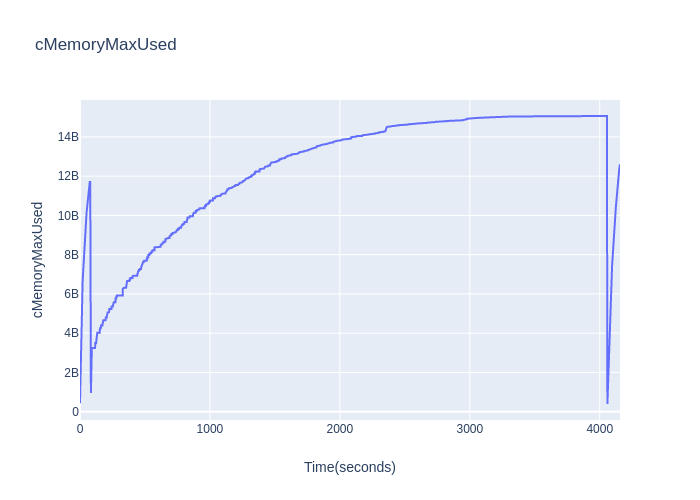 cMemoryMaxUsed
cMemoryMaxUsed
14B
12B
10B
8B
6B
4B
2B
0
0 1000 2000 3000 4000
Time(seconds)